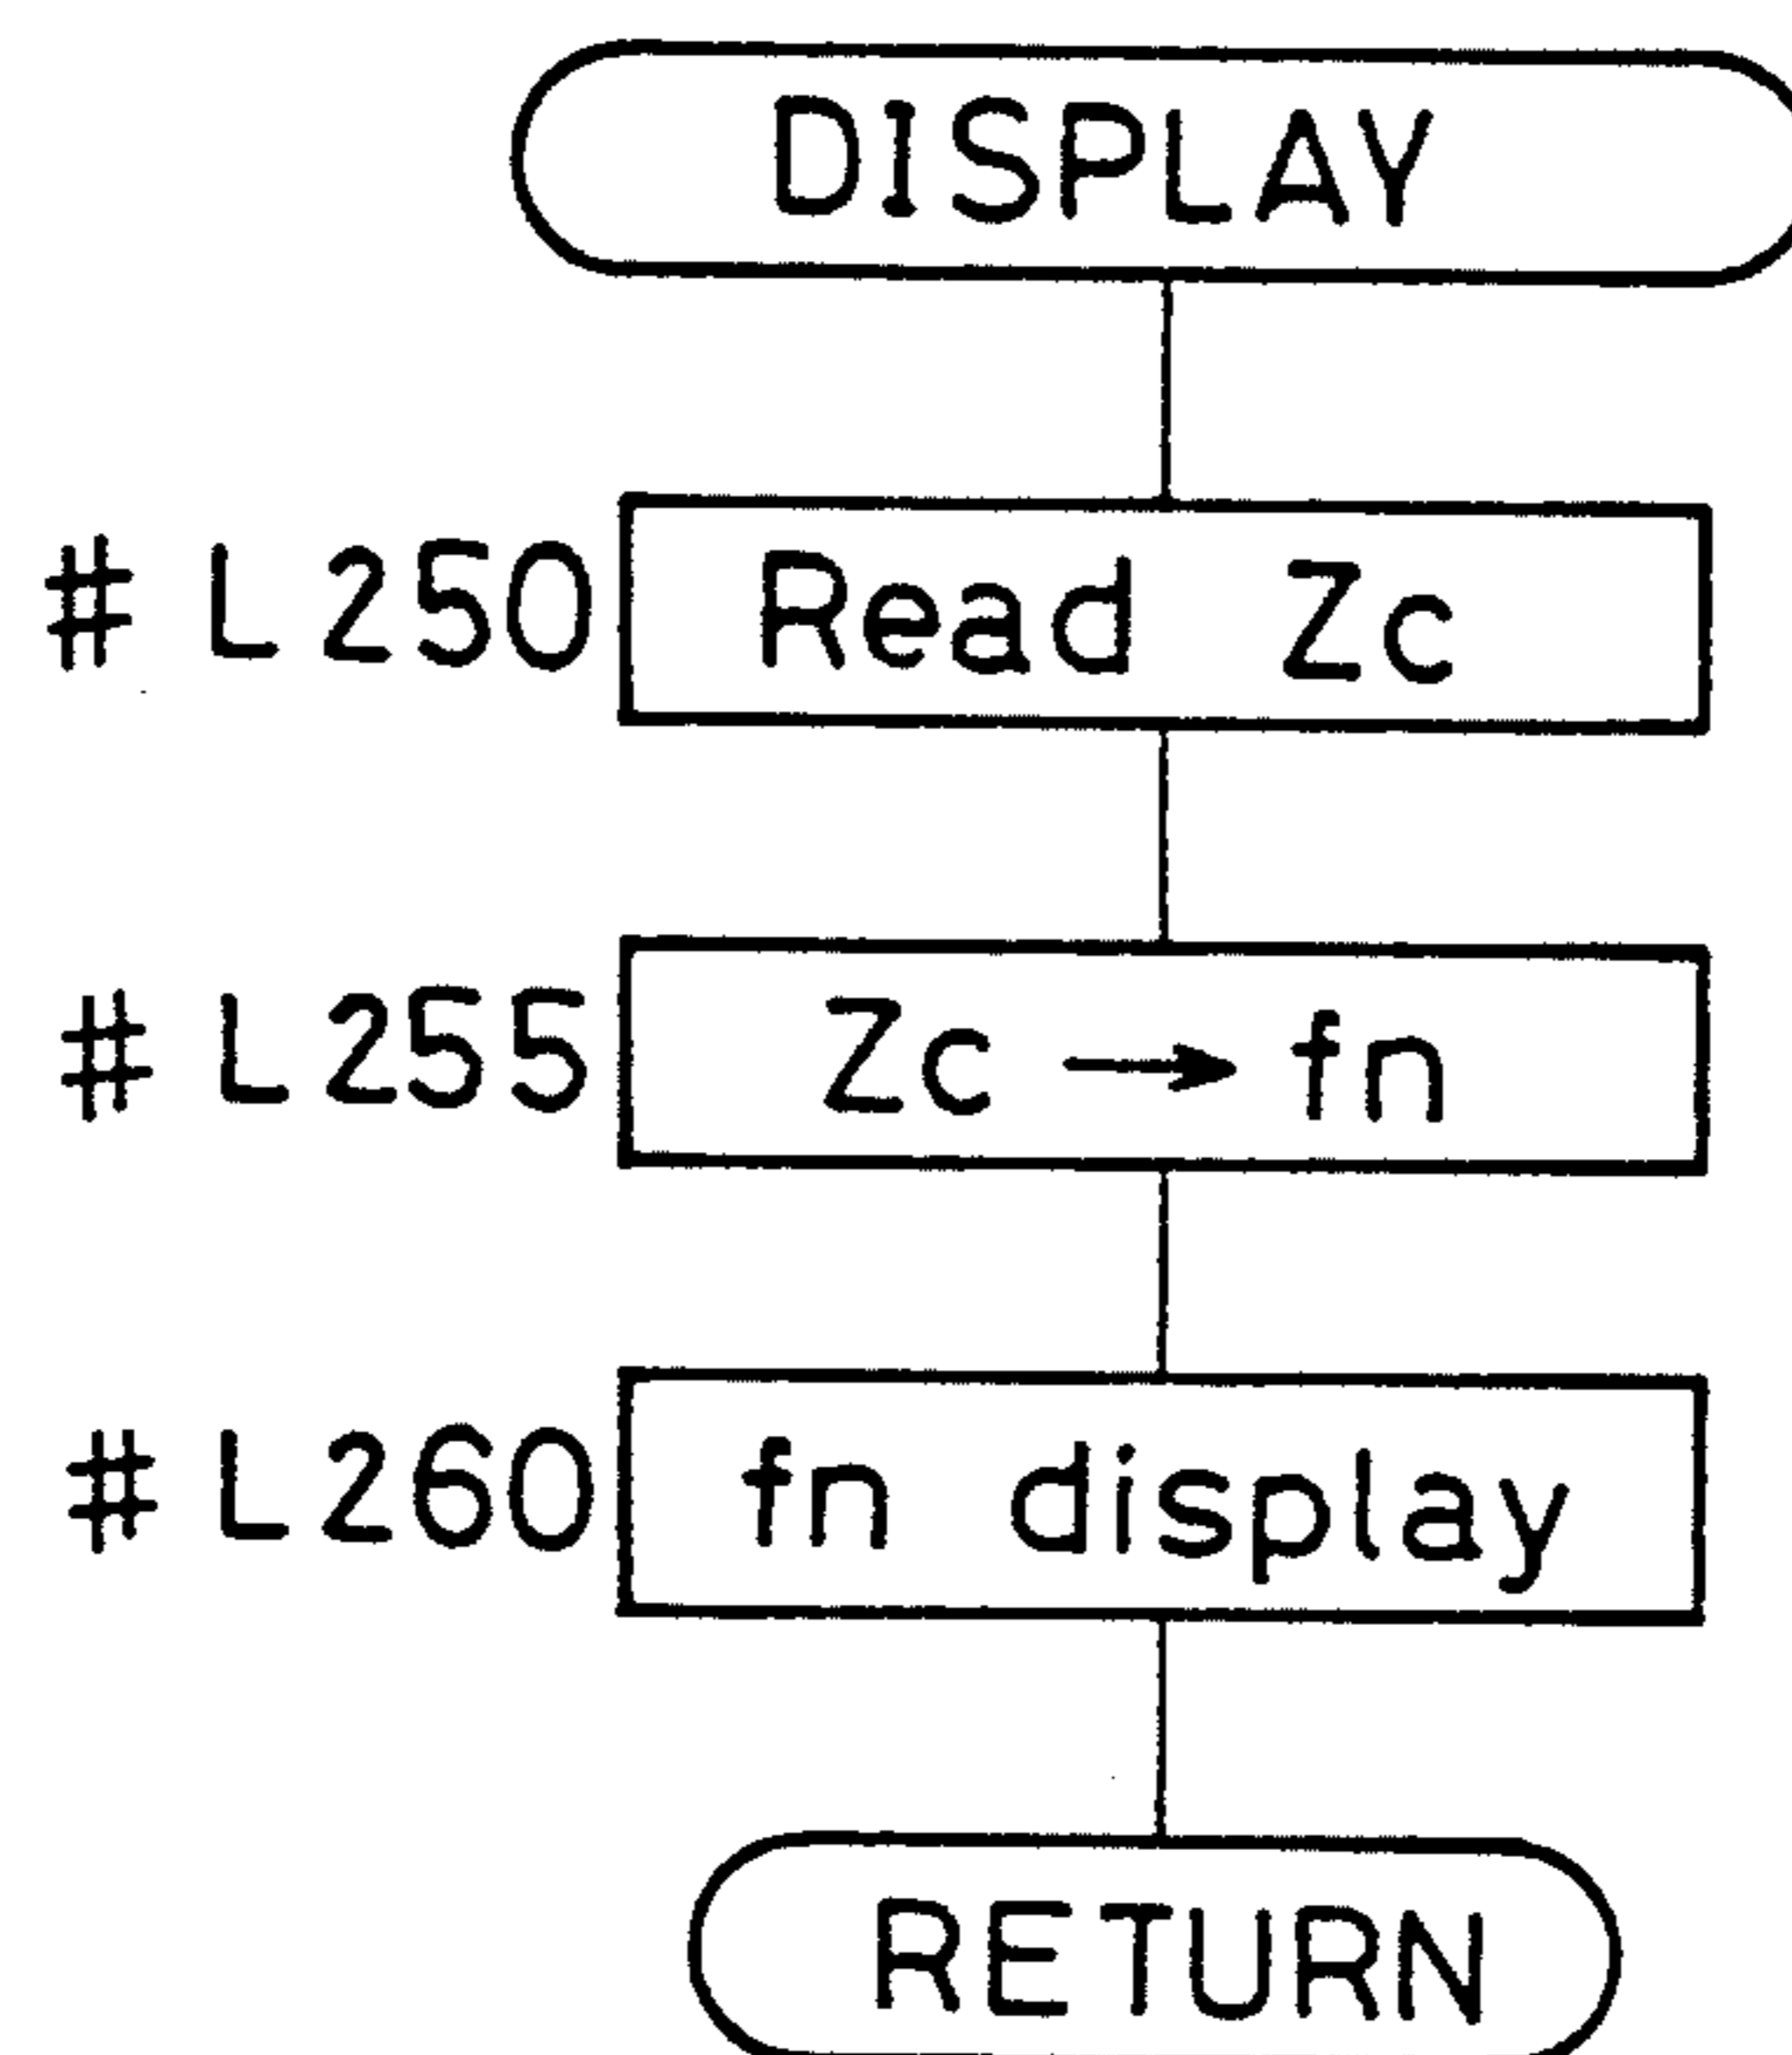 DISPLAY
# L250 Read Zc
# L255 Zc → fn
# L260 fn display
RETURN